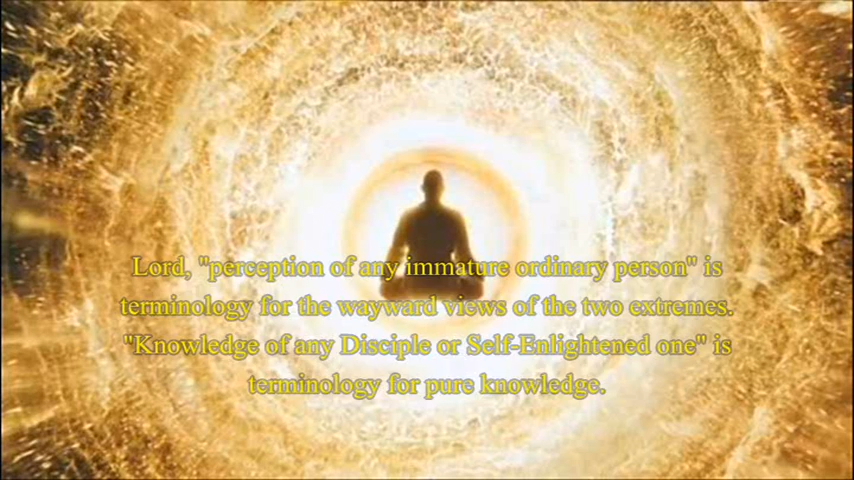 Lord, "perception of any immature ordinary person" is
terminology for the wayward views of the two extremes.
"Knowledge of any Disciple or Self-Enlightened one" is
terminology for pure knowledge.